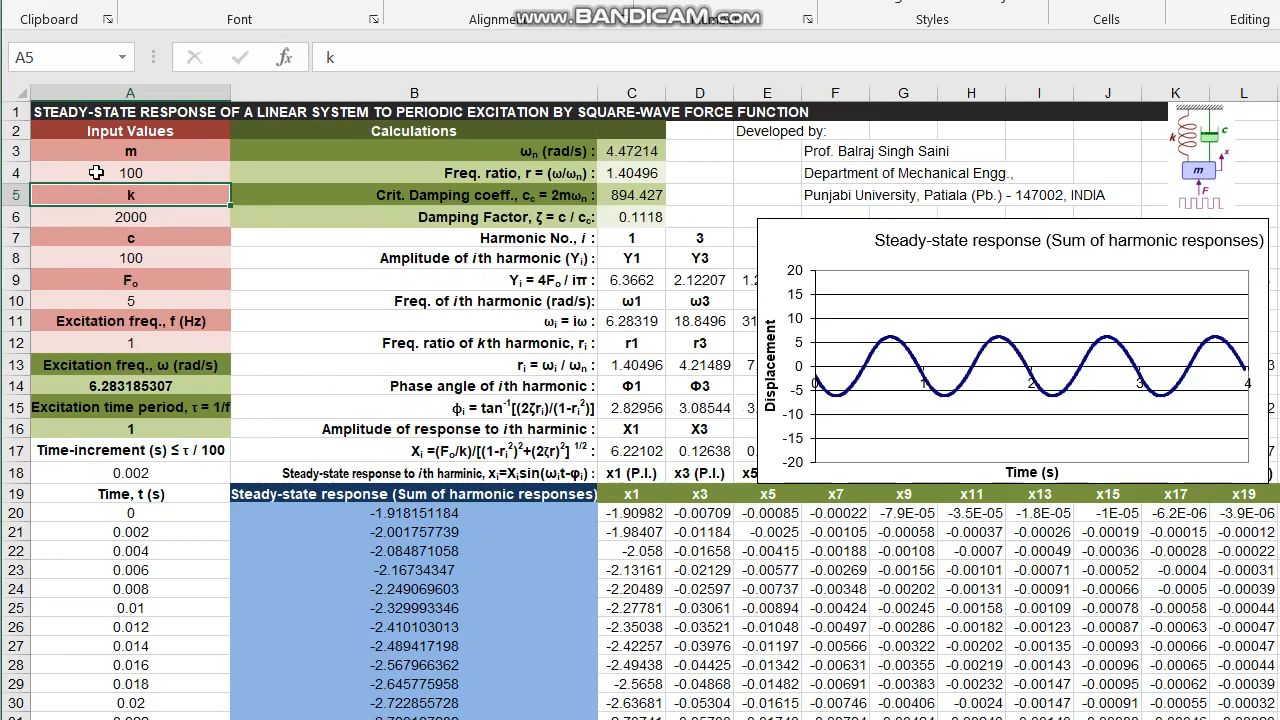 www.BANDICAM.com
Clipboard Font Alignment Styles Cells Editing
A5 fx k
A B C D E F G H I J K L
1 STEADY-STATE RESPONSE OF A LINEAR SYSTEM TO PERIODIC EXCITATION BY SQUARE-WAVE FORCE FUNCTION
2 Input Values Calculations Developed by:
3 m ωn (rad/s) : 4.47214 Prof. Balraj Singh Saini
4 100 Freq. ratio, r = (ω/ωn) : 1.40496 Department of Mechanical Engg.,
5 k Crit. Damping coeff., cc = 2mωn : 894.427 Punjabi University, Patiala (Pb.) - 147002, INDIA
6 2000 Damping Factor, ζ = c / cc: 0.1118
7 c Harmonic No., i : 1 3
8 100 Amplitude of ith harmonic (Yi) : Y1 Y3
9 Fo Yi = 4Fo / iπ : 6.3662 2.12207
10 5 Freq. of ith harmonic (rad/s): ω1 ω3
11 Excitation freq., f (Hz) ωi = iω : 6.28319 18.8496 31
12 1 Freq. ratio of kth harmonic, ri : r1 r3
13 Excitation freq., ω (rad/s) ri = ωi / ωn : 1.40496 4.21489
14 6.283185307 Phase angle of ith harmonic : Φ1 Φ3
15 Excitation time period, τ = 1/f ϕi = tan-1[(2ζri)/(1-ri2)] 2.82956 3.08544
16 1 Amplitude of response to ith harminic : X1 X3
17 Time-increment (s) ≤ τ / 100 Xi =(Fo/k)/[(1-ri2)2+(2ζr)2] 1/2 : 6.22102 0.12638
18 0.002 Steady-state response to ith harminic, xi=Xisin(ωit-φi) : x1 (P.I.) x3 (P.I.) x5
k c x m F
Steady-state response (Sum of harmonic responses)
Displacement
20
15
10
5
0
-5
-10
-15
-20
0 1 2 3 4
Time (s)
19 Time, t (s) Steady-state response (Sum of harmonic responses) x1 x3 x5 x7 x9 x11 x13 x15 x17 x19
20 0 -1.918151184 -1.90982 -0.00709 -0.00085 -0.00022 -7.9E-05 -3.5E-05 -1.8E-05 -1E-05 -6.2E-06 -3.9E-06
21 0.002 -2.001757739 -1.98407 -0.01184 -0.0025 -0.00105 -0.00058 -0.00037 -0.00026 -0.00019 -0.00015 -0.00012
22 0.004 -2.084871058 -2.058 -0.01658 -0.00415 -0.00188 -0.00108 -0.0007 -0.00049 -0.00036 -0.00028 -0.00022
23 0.006 -2.16734347 -2.13161 -0.02129 -0.00577 -0.00269 -0.00156 -0.00101 -0.00071 -0.00052 -0.0004 -0.00031
24 0.008 -2.249069603 -2.20489 -0.02597 -0.00737 -0.00348 -0.00202 -0.00131 -0.00091 -0.00066 -0.0005 -0.00039
25 0.01 -2.329993346 -2.27781 -0.03061 -0.00894 -0.00424 -0.00245 -0.00158 -0.00109 -0.00078 -0.00058 -0.00044
26 0.012 -2.410103013 -2.35038 -0.03521 -0.01048 -0.00497 -0.00286 -0.00182 -0.00123 -0.00087 -0.00063 -0.00047
27 0.014 -2.489417198 -2.42257 -0.03976 -0.01197 -0.00566 -0.00322 -0.00202 -0.00135 -0.00093 -0.00066 -0.00047
28 0.016 -2.567966362 -2.49438 -0.04425 -0.01342 -0.00631 -0.00355 -0.00219 -0.00143 -0.00096 -0.00065 -0.00044
29 0.018 -2.645775958 -2.5658 -0.04868 -0.01482 -0.00691 -0.00383 -0.00232 -0.00147 -0.00095 -0.00062 -0.00039
30 0.02 -2.722855728 -2.63681 -0.05304 -0.01615 -0.00746 -0.00406 -0.0024 -0.00147 -0.00091 -0.00056 -0.00032